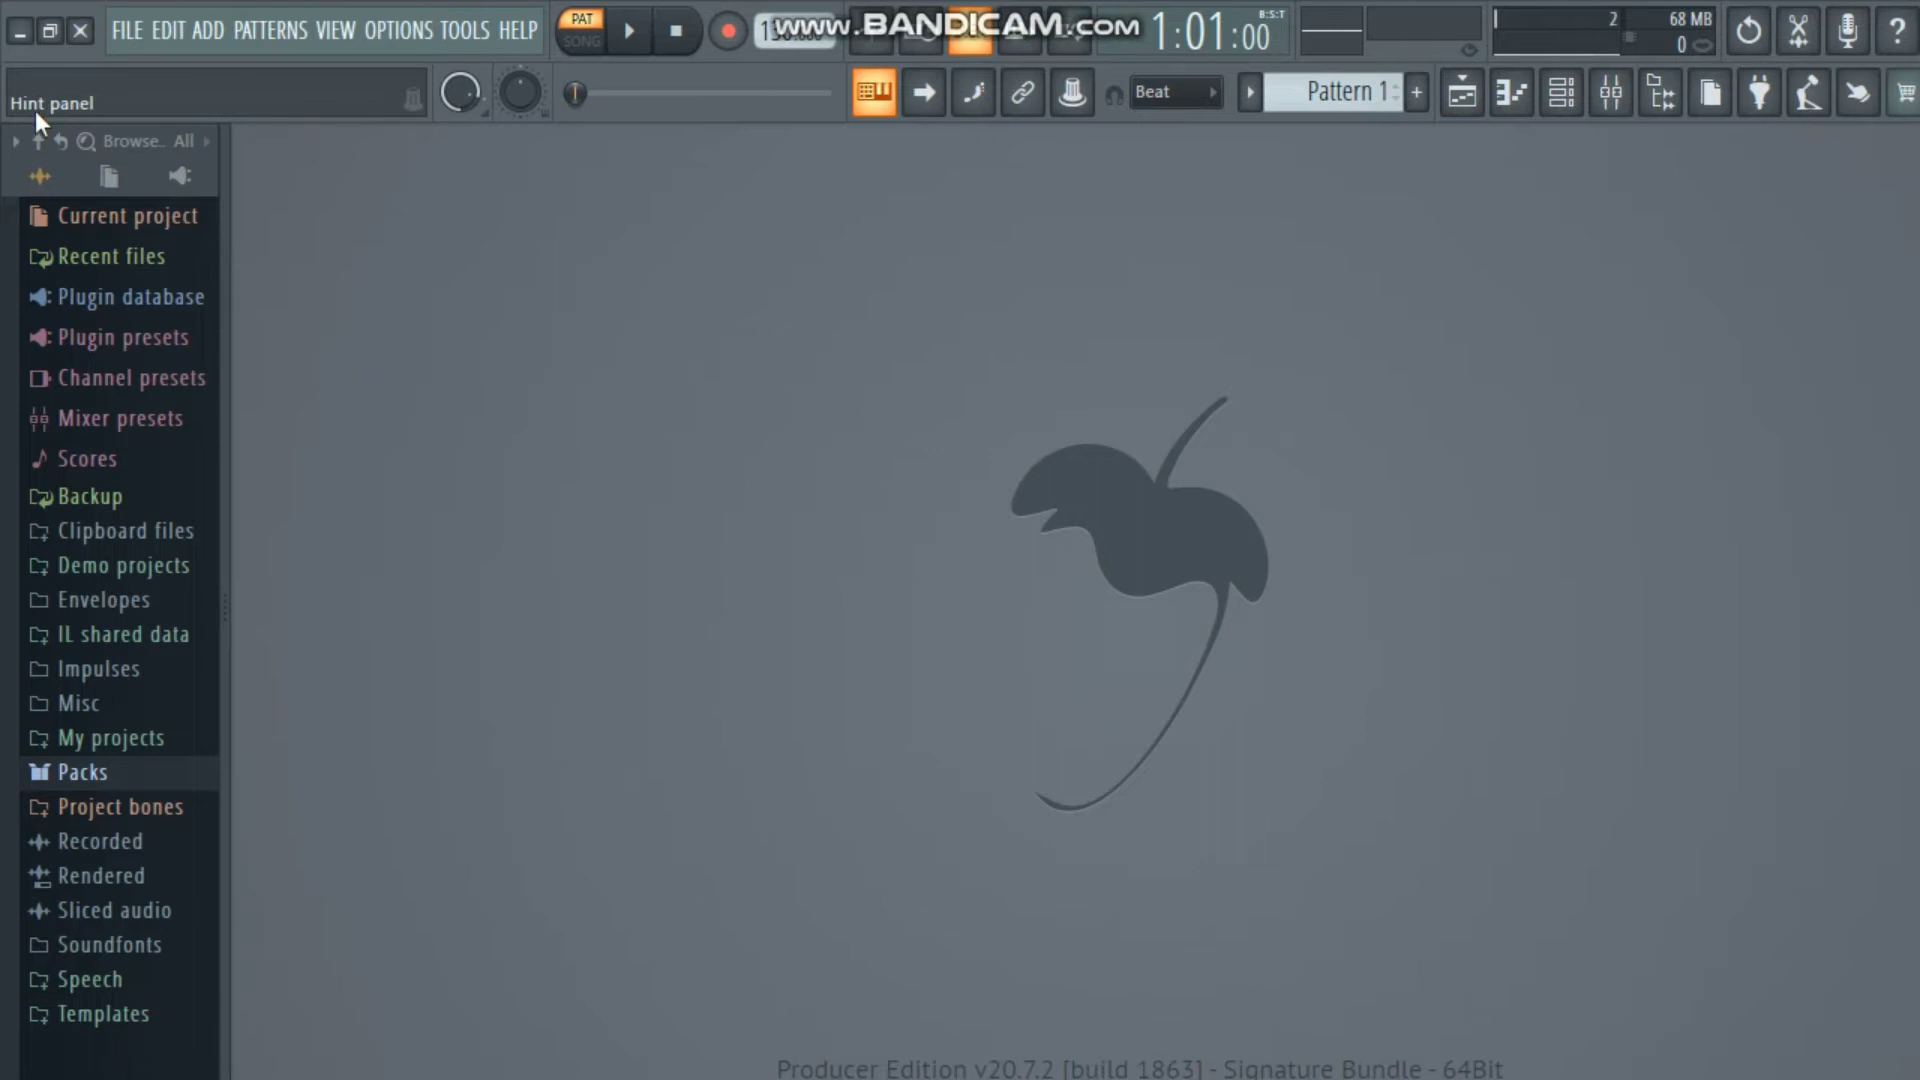 FILE EDIT ADD PATTERNS VIEW OPTIONS TOOLS HELP
PAT
SONG
www.BANDICAM.com
1:01:00
B:S:T
2
68 MB
0
?
Hint panel
Beat
Pattern 1
+
Browse.. All
Current project
Recent files
Plugin database
Plugin presets
Channel presets
Mixer presets
Scores
Backup
Clipboard files
Demo projects
Envelopes
IL shared data
Impulses
Misc
My projects
Packs
Project bones
Recorded
Rendered
Sliced audio
Soundfonts
Speech
Templates
Producer Edition v20.7.2 [build 1863] - Signature Bundle - 64Bit